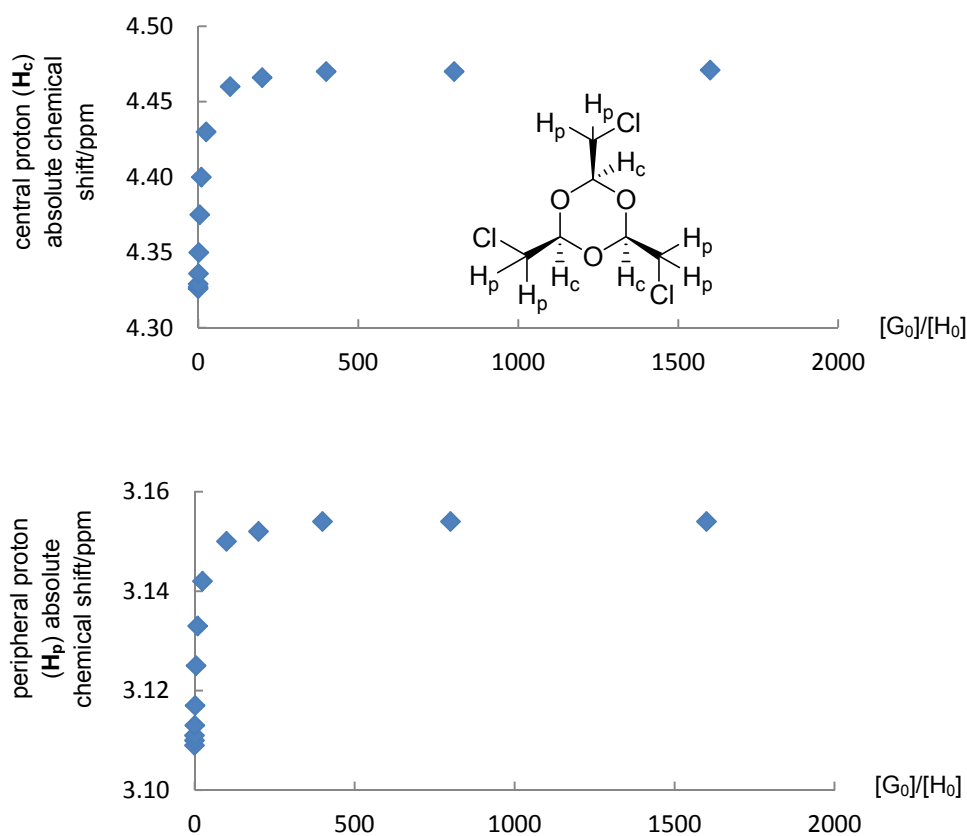 central proton (Hc)
absolute chemical
shift/ppm
4.50
4.45
4.40
4.35
4.30
0
500
1000
1500
2000
[G₀]/[H₀]
Hp
Hp
Cl
Hc
O
O
Cl
O
Hp
Hp
Hc
Hc
Hp
Cl
Hp
peripheral proton
(Hp) absolute
chemical shift/ppm
3.16
3.14
3.12
3.10
0
500
1000
1500
2000
[G₀]/[H₀]